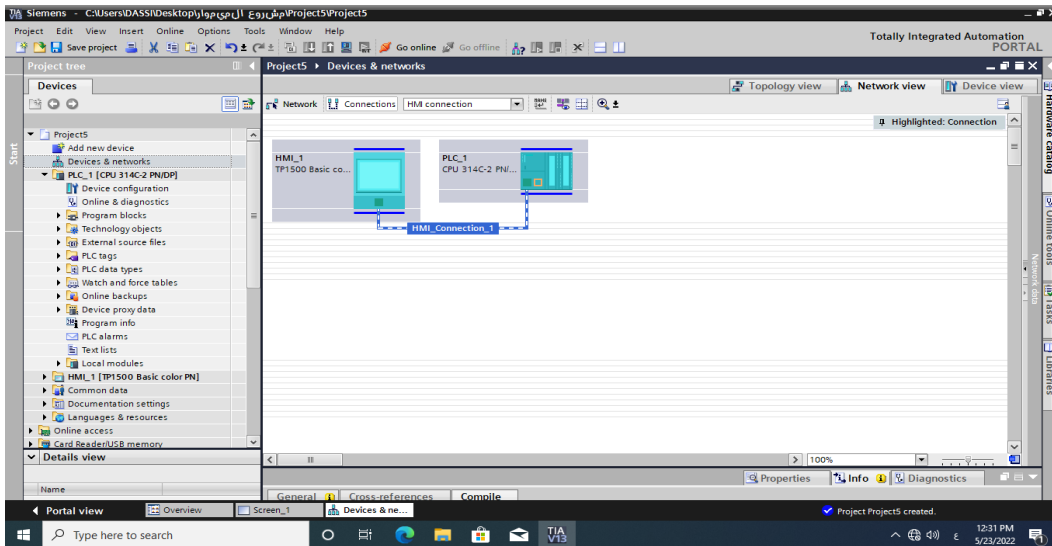 Siemens - C:\Users\DASSI\Desktop\مشروع الميموار\Project5\Project5
Project Edit View Insert Online Options Tools Window Help
Totally Integrated Automation
PORTAL
Save project
Go online
Go offline
Project tree
Project5 Devices & networks
Devices
Topology view
Network view
Device view
Network
Connections
HMI connection
Highlighted: Connection
Project5
Add new device
Devices & networks
PLC_1 [CPU 314C-2 PN/DP]
Device configuration
Online & diagnostics
Program blocks
Technology objects
External source files
PLC tags
PLC data types
Watch and force tables
Online backups
Device proxy data
Program info
PLC alarms
Text lists
Local modules
HMI_1 [TP1500 Basic color PN]
Common data
Documentation settings
Languages & resources
Online access
Card Reader/USB memory
HMI_1
TP1500 Basic co...
PLC_1
CPU 314C-2 PN/...
HMI_Connection_1
Start
Hardware catalog
Online tools
Tasks
Libraries
Network data
Details view
Name
100%
Properties
Info
Diagnostics
General
Cross-references
Compile
Portal view
Overview
Screen_1
Devices & ne...
Project Project5 created.
Type here to search
TIA
V13
ε
12:31 PM
5/23/2022
1